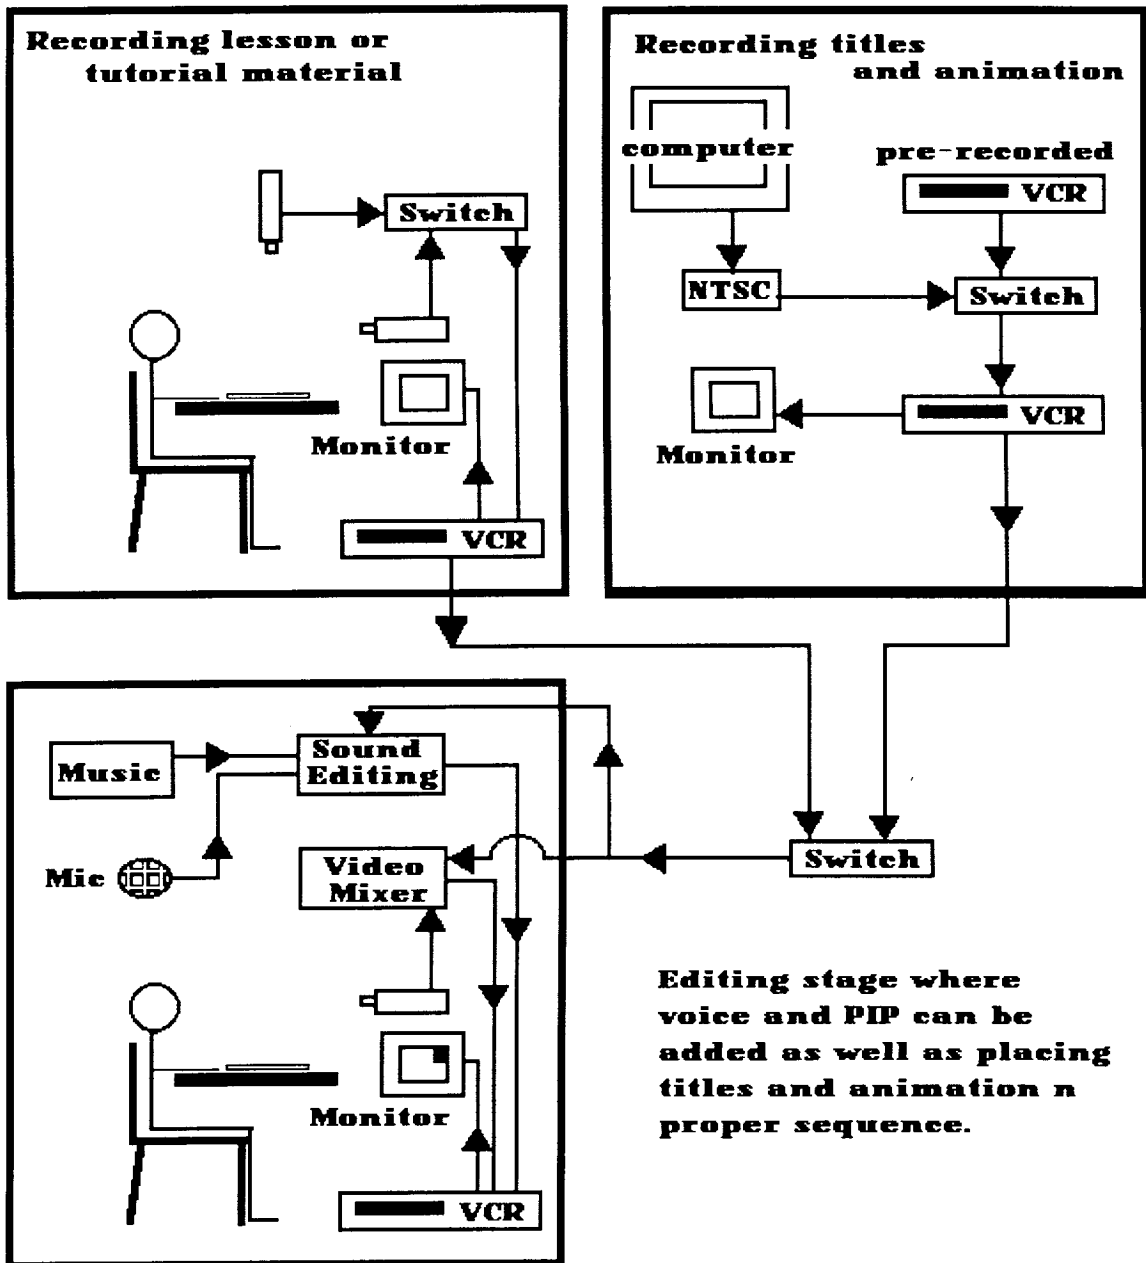 Recording lesson or
tutorial material
Switch
Monitor
VCR
Recording titles
and animation
computer
pre-recorded
VCR
NTSC
Switch
VCR
Monitor
Music
Sound
Editing
Mic
Video
Mixer
Monitor
VCR
Switch
Editing stage where
voice and PIP can be
added as well as placing
titles and animation n
proper sequence.